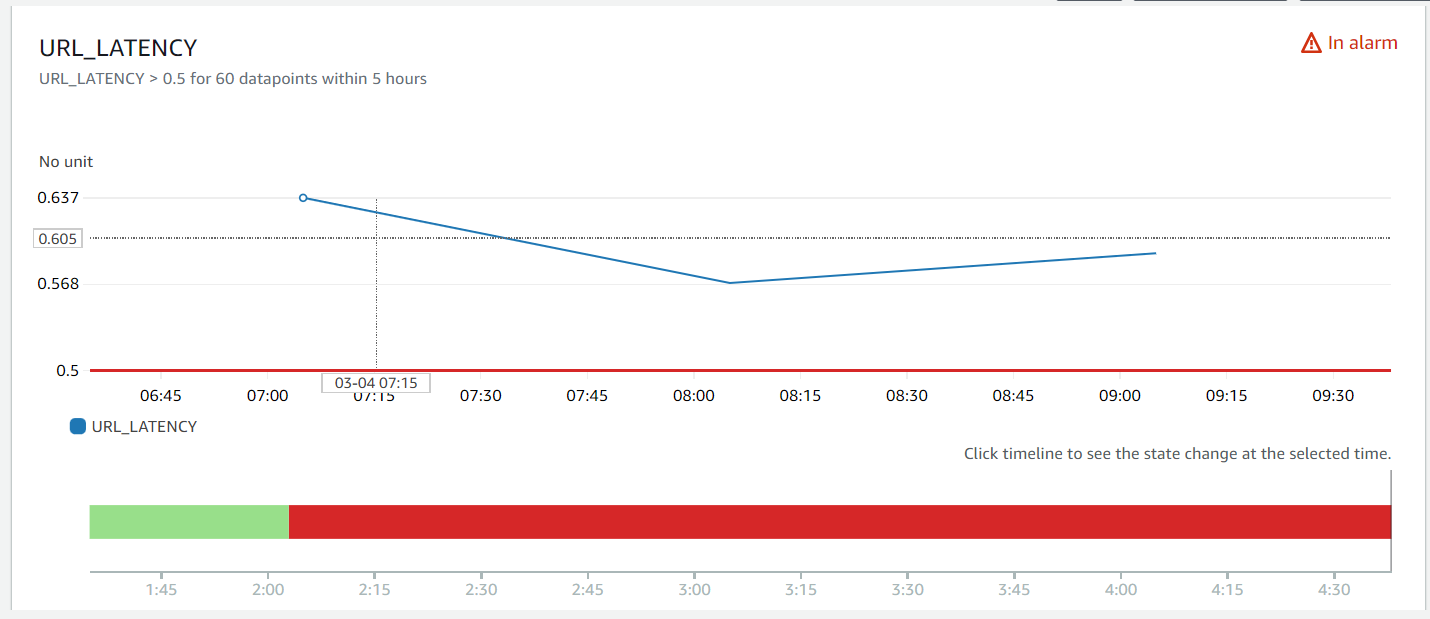 URL_LATENCY
In alarm
URL_LATENCY > 0.5 for 60 datapoints within 5 hours
No unit
0.637
0.605
0.568
0.5
03-04 07:15
06:45 07:00 07:15 07:30 07:45 08:00 08:15 08:30 08:45 09:00 09:15 09:30
URL_LATENCY
Click timeline to see the state change at the selected time.
1:45 2:00 2:15 2:30 2:45 3:00 3:15 3:30 3:45 4:00 4:15 4:30